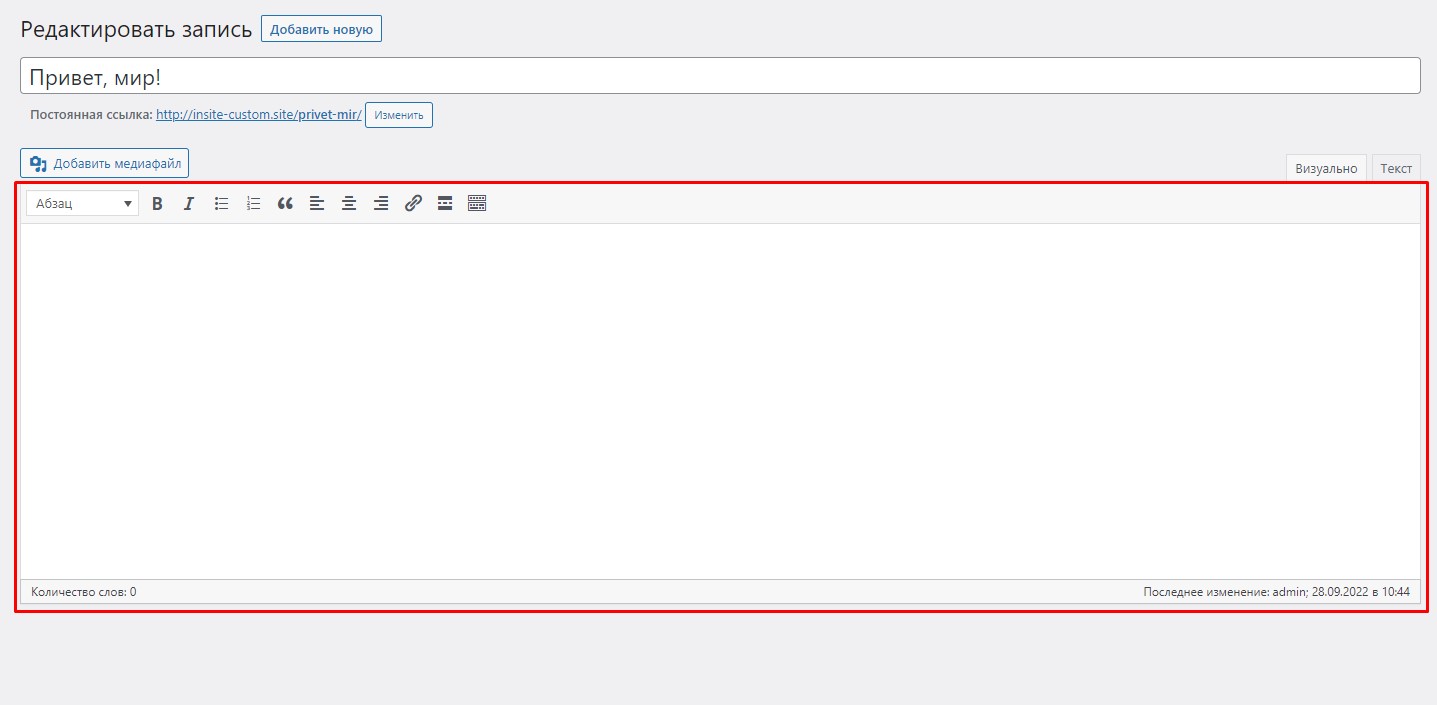 Редактировать запись Добавить новую
Привет, мир!
Постоянная ссылка: http://insite-custom.site/privet-mir/ Изменить
Добавить медиафайл Визуально Текст
Абзац
Количество слов: 0 Последнее изменение: admin; 28.09.2022 в 10:44